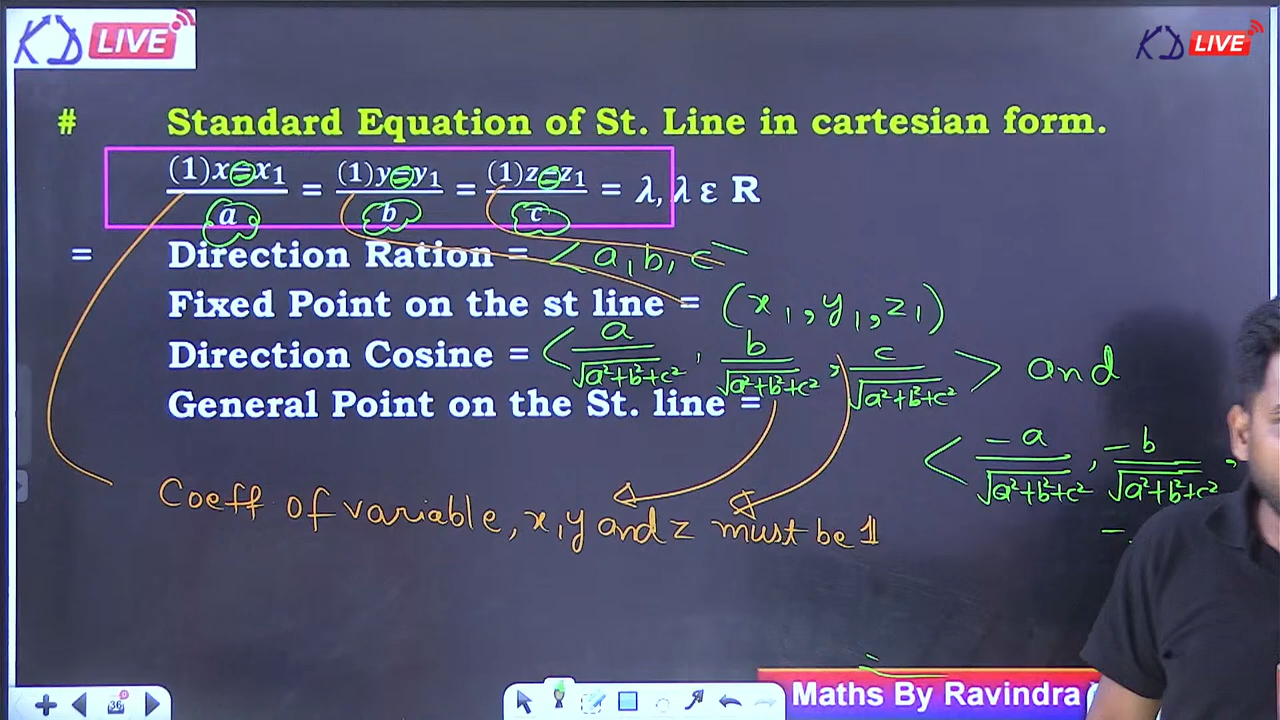 KD LIVE
KD LIVE
# Standard Equation of St. Line in cartesian form.
(1)x-x₁/a = (1)y-y₁/b = (1)z-z₁/c = λ, λ ε R
= Direction Ration = < a, b, c >
Fixed Point on the st line = (x₁, y₁, z₁)
Direction Cosine = < a/√a²+b²+c², b/√a²+b²+c², c/√a²+b²+c² > and
General Point on the St. line =
< -a/√a²+b²+c², -b/√a²+b²+c²,
-
Coeff of variable, x, y and z must be 1
=
36
Maths By Ravindra (